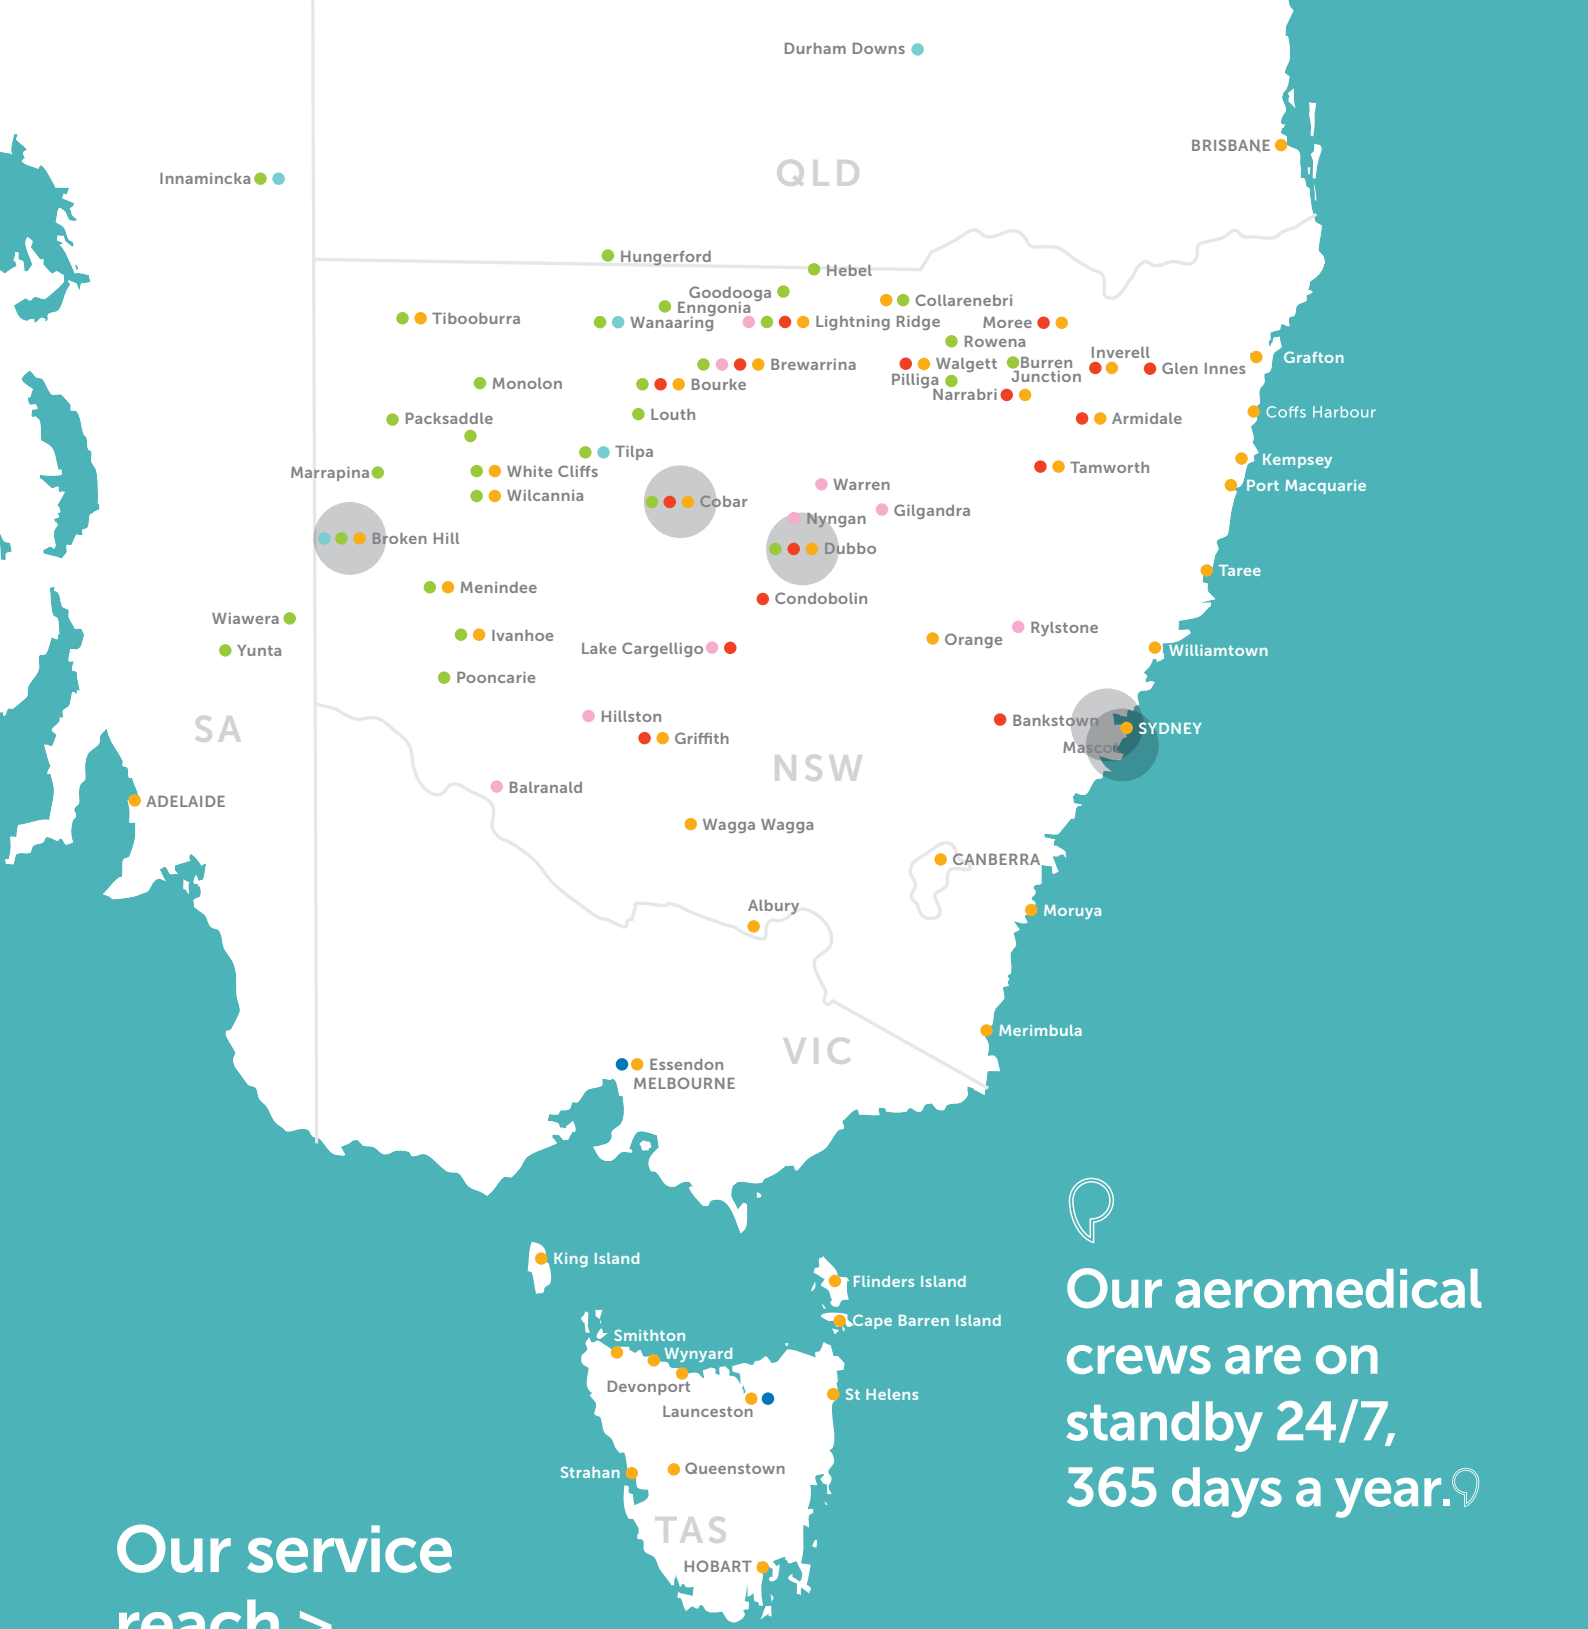 Durham Downs
BRISBANE
Innamincka
QLD
Hungerford
Hebel
Goodooga
Enngonia
Collarenebri
Tibooburra
Wanaaring
Lightning Ridge
Moree
Rowena
Inverell
Grafton
Brewarrina
Walgett
Burren
Junction
Glen Innes
Pilliga
Monolon
Bourke
Narrabri
Louth
Coffs Harbour
Packsaddle
Armidale
Tilpa
Kempsey
Marrapina
White Cliffs
Tamworth
Warren
Port Macquarie
Wilcannia
Cobar
Gilgandra
Nyngan
Broken Hill
Dubbo
Taree
Menindee
Condobolin
Wiawera
Rylstone
Ivanhoe
Orange
Yunta
Lake Cargelligo
Williamtown
Pooncarie
Hillston
Bankstown
SYDNEY
SA
Griffith
Mascot
NSW
Balranald
ADELAIDE
Wagga Wagga
CANBERRA
Albury
Moruya
Merimbula
VIC
Essendon
MELBOURNE
King Island
Flinders Island
Cape Barren Island
Smithton
Wynyard
Devonport
St Helens
Launceston
Strahan
Queenstown
TAS
HOBART
Our aeromedical
crews are on
standby 24/7,
365 days a year.
Our service
reach >